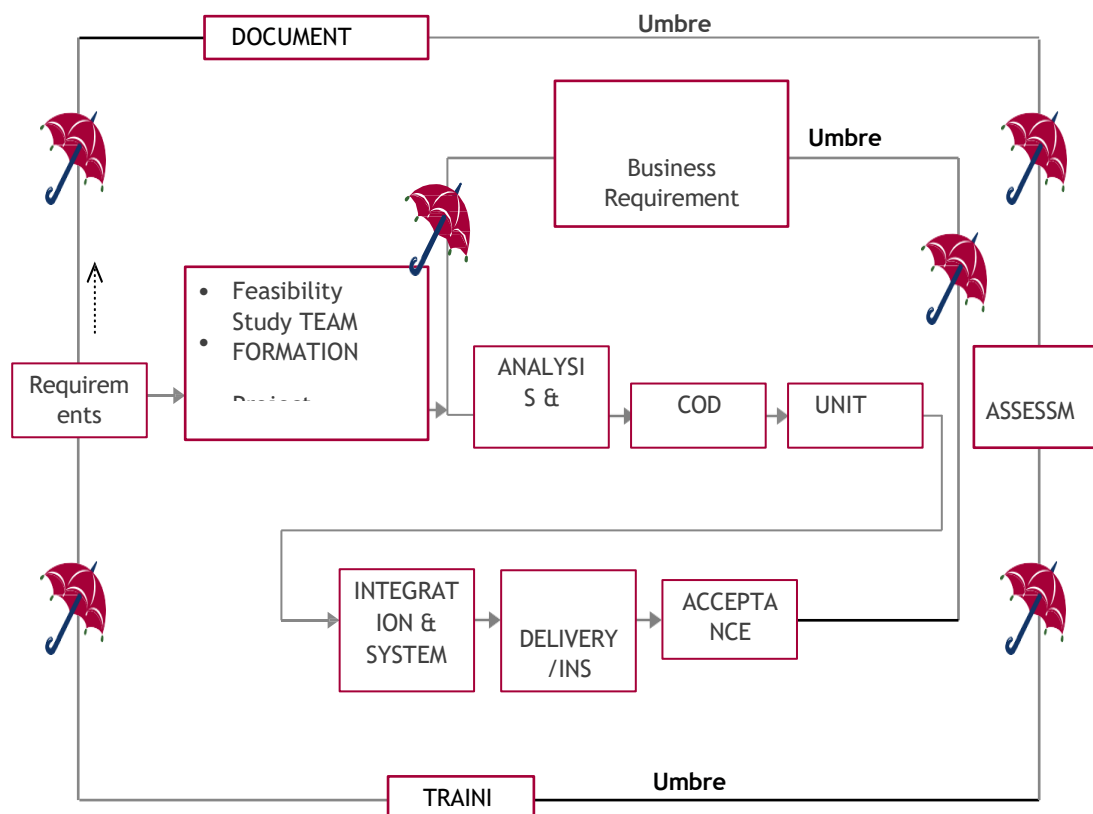 DOCUMENT
Umbre
Umbre
Business
Requirement
• Feasibility
Study TEAM
• FORMATION
Project
Requirem
ents
ANALYSI
S &
COD
UNIT
ASSESSM
INTEGRAT
ION &
SYSTEM
DELIVERY
/INS
ACCEPTA
NCE
Umbre
TRAINI